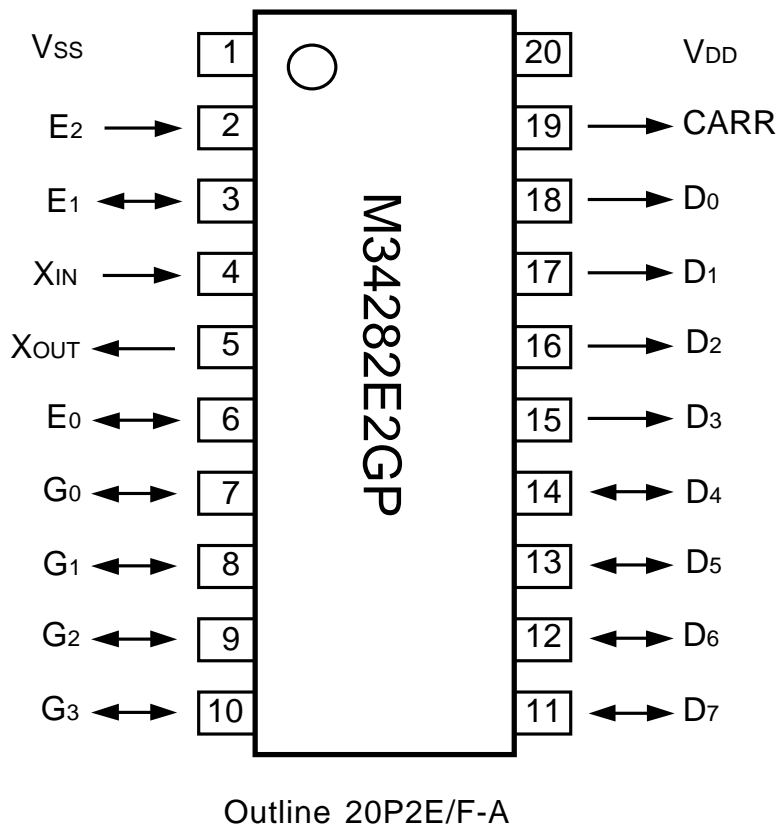 VSS 1 20 VDD
E2 2 19 CARR
E1 3 18 D0
XIN 4 17 D1
XOUT 5 16 D2
E0 6 15 D3
G0 7 14 D4
G1 8 13 D5
G2 9 12 D6
G3 10 11 D7
M34282E2GP
Outline 20P2E/F-A